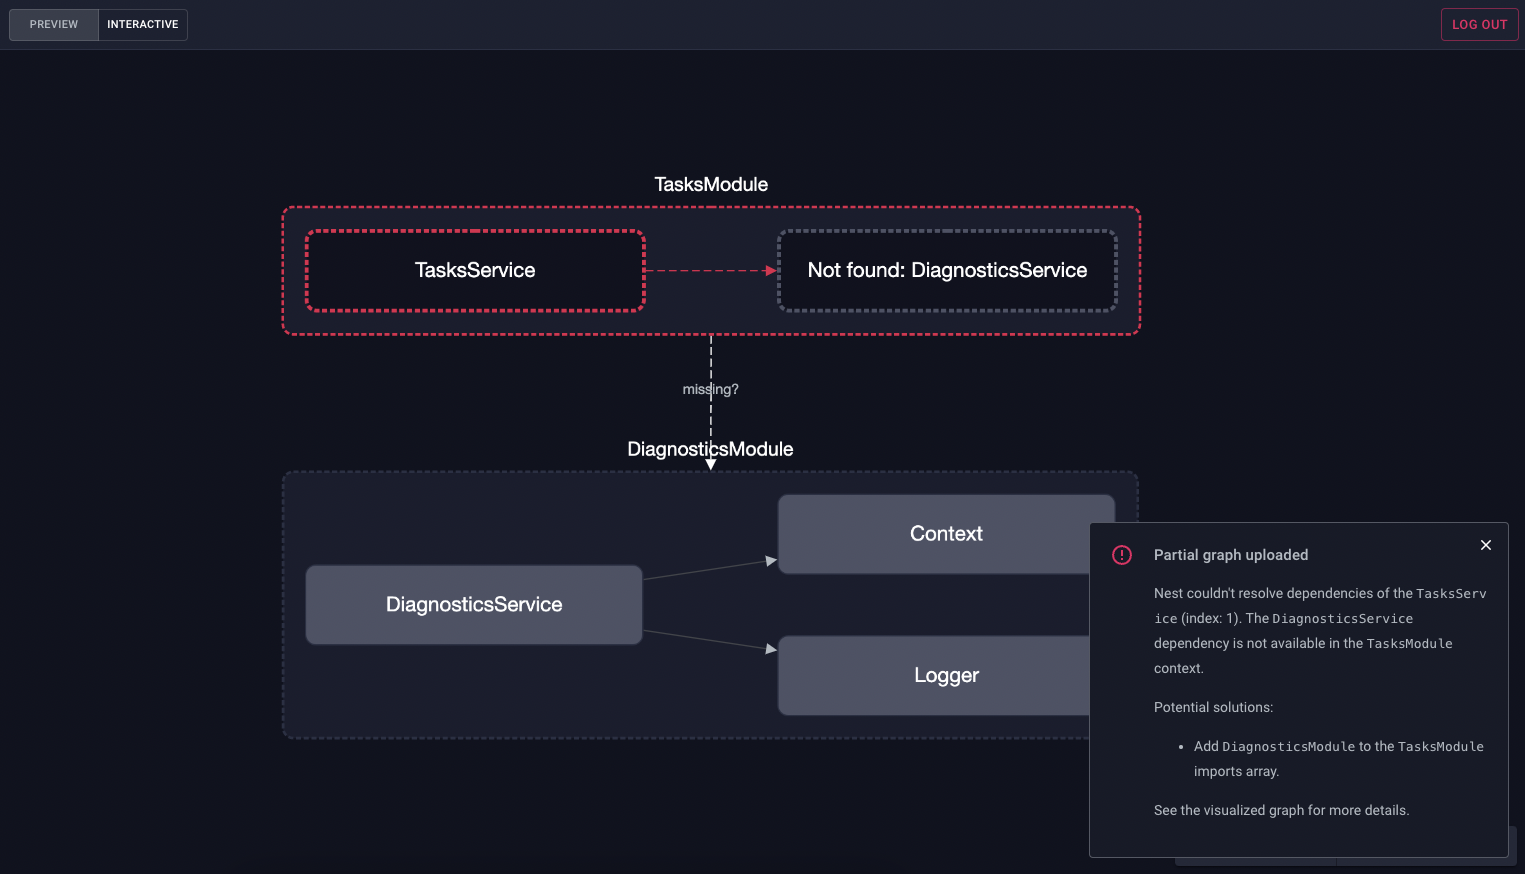 PREVIEW
INTERACTIVE
LOG OUT
TasksModule
TasksService
Not found: DiagnosticsService
missing?
DiagnosticsModule
Context
DiagnosticsService
Logger
Partial graph uploaded
Nest couldn't resolve dependencies of the TasksServ
ice (index: 1). The DiagnosticsService
dependency is not available in the TasksModule
context.
Potential solutions:
• Add DiagnosticsModule to the TasksModule
imports array.
See the visualized graph for more details.